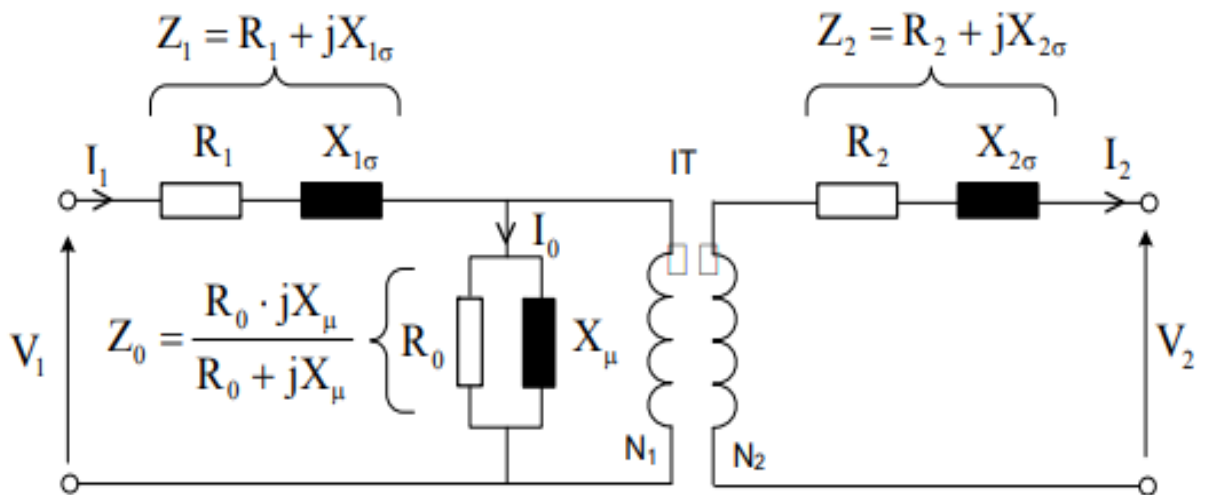 Z₁ = R₁ + jX₁σ
Z₂ = R₂ + jX₂σ
R₁
X₁σ
IT
R₂
X₂σ
I₁
I₂
I₀
V₁
Z₀ = R₀ · jXμ / R₀ + jXμ
R₀
Xμ
V₂
N₁
N₂